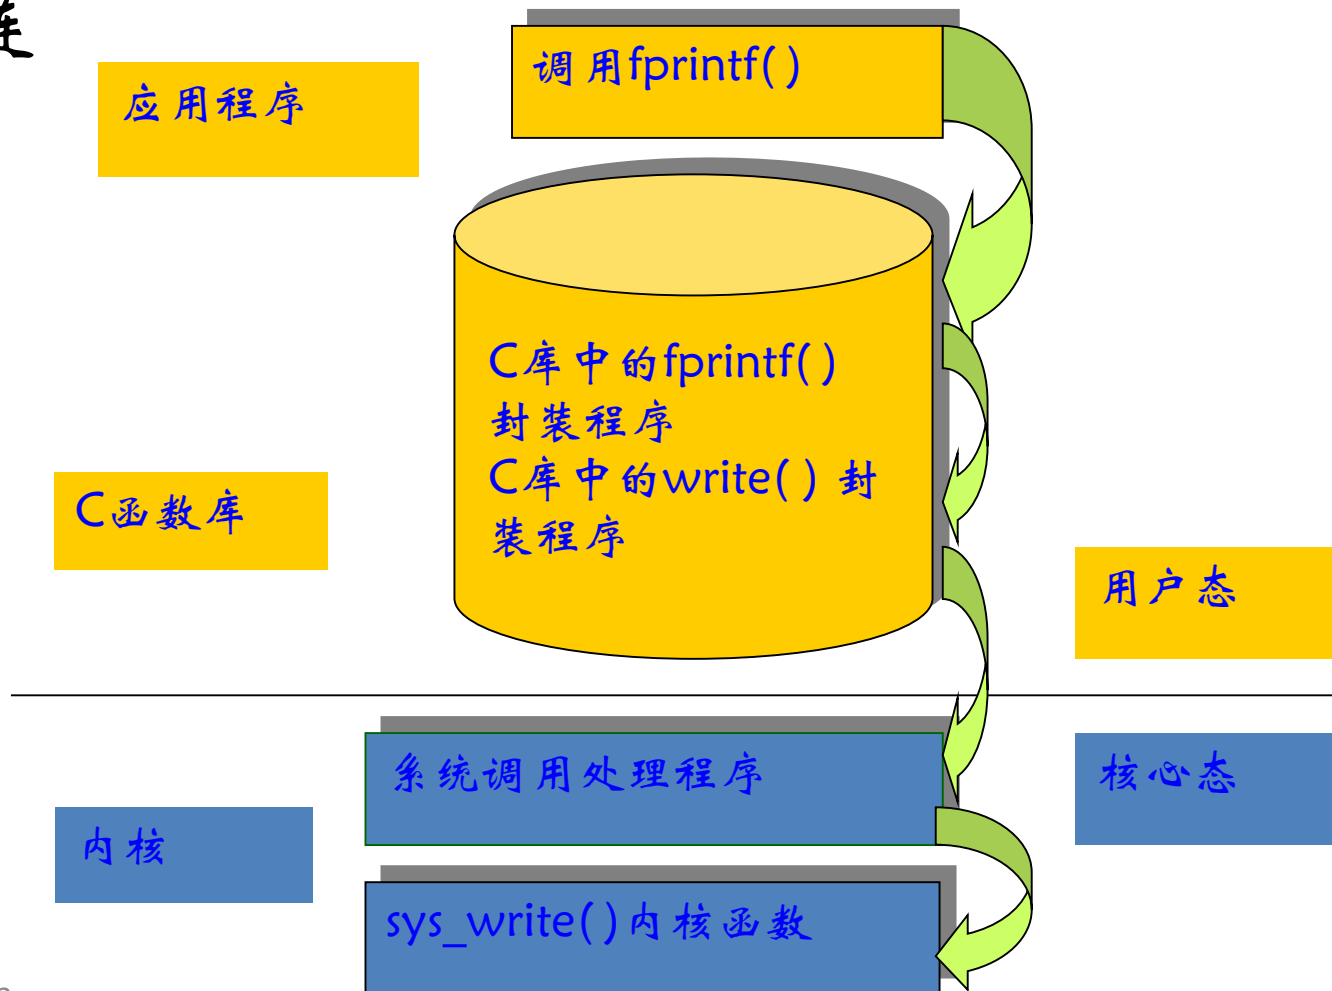 调用fprintf()
应用程序
C库中的fprintf()
封装程序
C库中的write() 封
装程序
C函数库
用户态
系统调用处理程序
核心态
内核
sys_write()内核函数